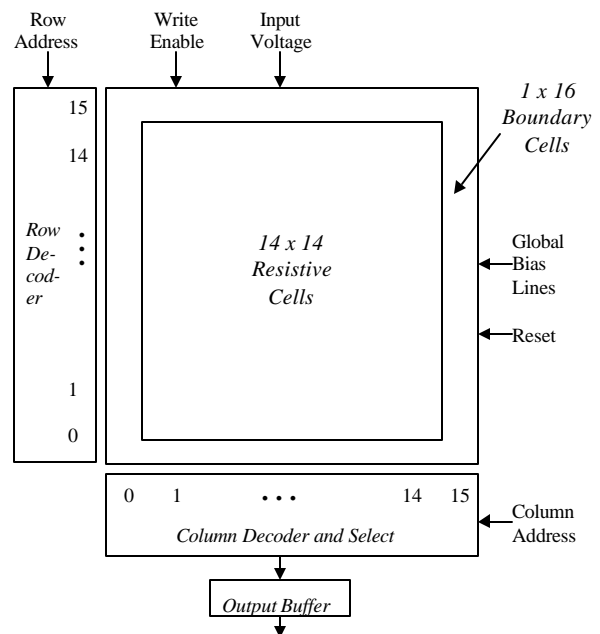 Row
Address
Write
Enable
Input
Voltage
15
14
Row
De-
cod-
er
1
0
14 x 14
Resistive
Cells
1 x 16
Boundary
Cells
Global
Bias
Lines
Reset
0 1 • • • 14 15
Column Decoder and Select
Column
Address
Output Buffer